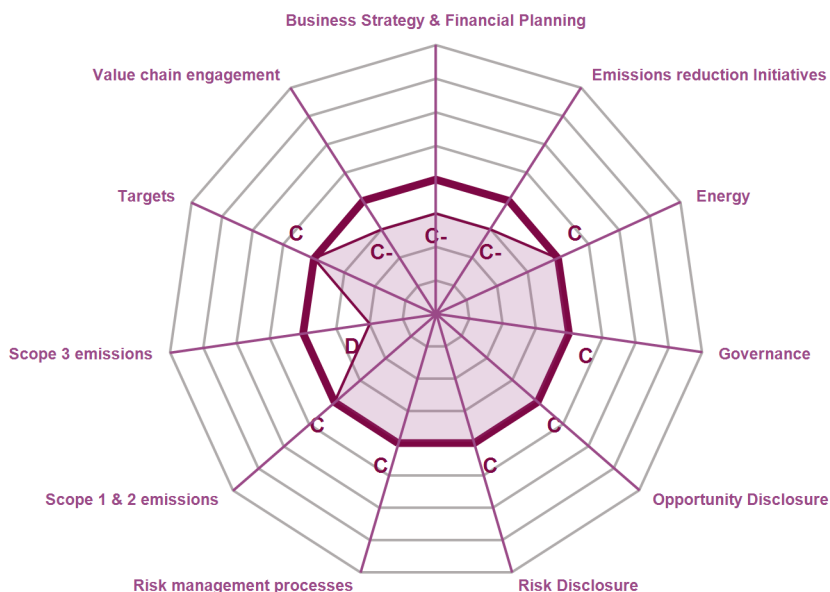 Business Strategy & Financial Planning
Value chain engagement
Emissions reduction Initiatives
Targets
Energy
C
C-
C-
C-
C
Scope 3 emissions
D
C
Governance
C
C
Scope 1 & 2 emissions
C
C
Opportunity Disclosure
Risk management processes
Risk Disclosure